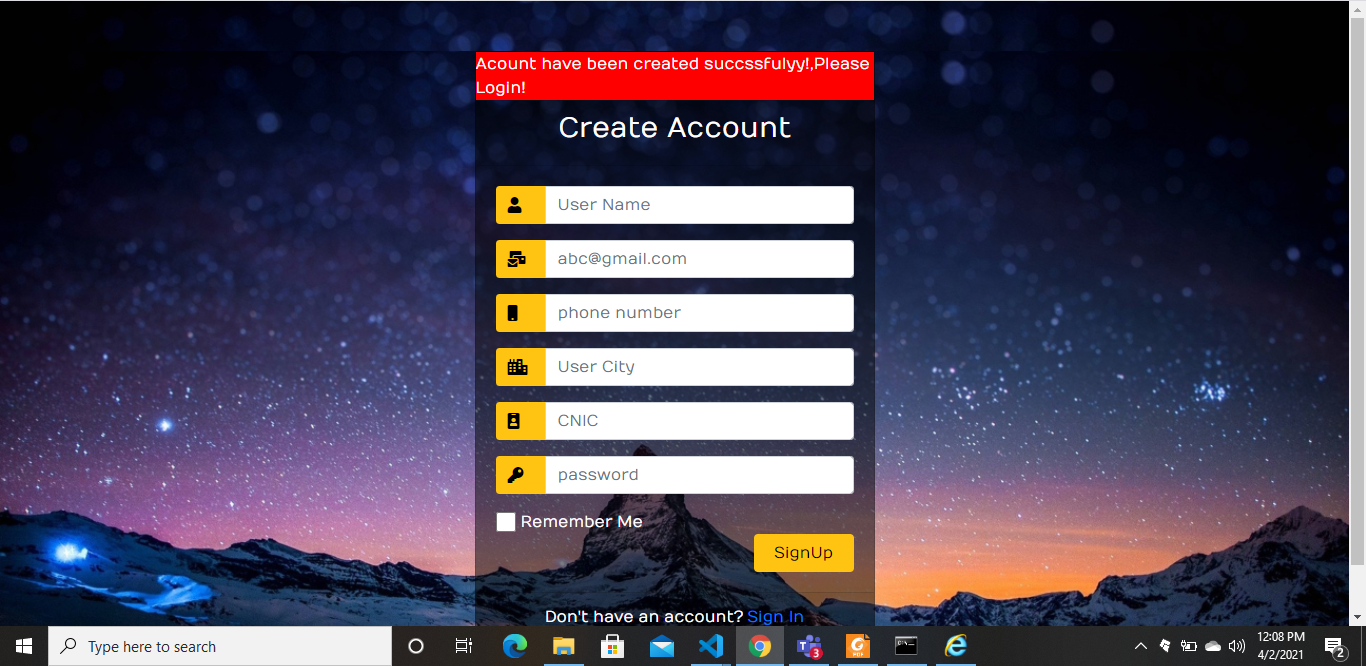 Acount have been created succssfulyy!,Please
Login!
Create Account
User Name
abc@gmail.com
phone number
User City
CNIC
password
Remember Me
SignUp
Don't have an account? Sign In
Type here to search
3
G
PDF
12:08 PM
4/2/2021
2